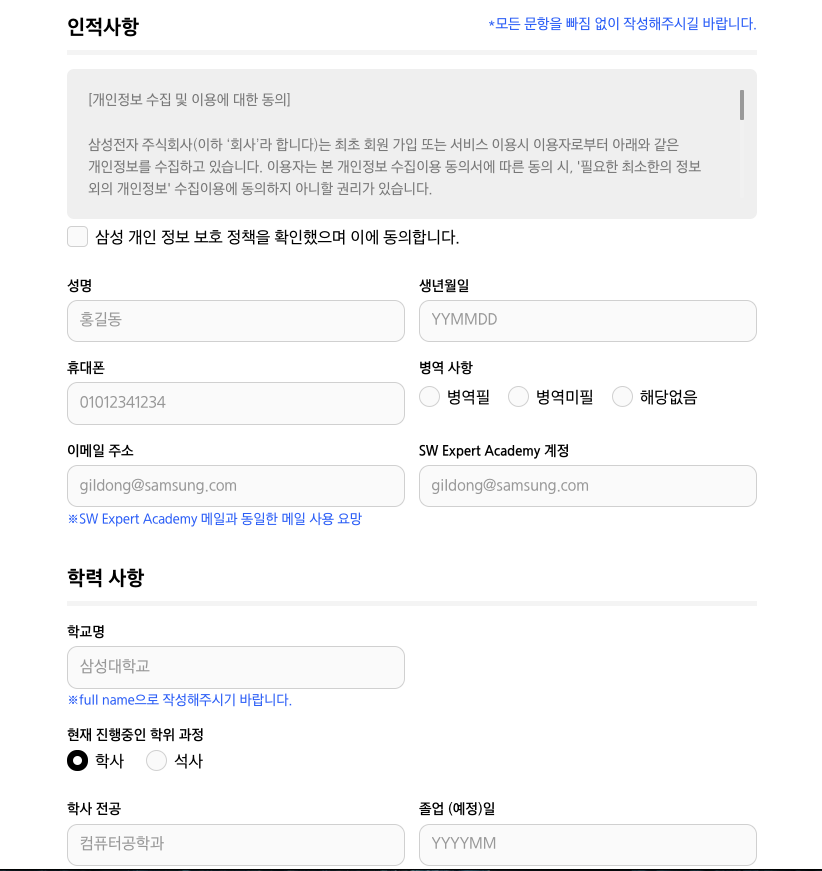 인적사항
*모든 문항을 빠짐 없이 작성해주시길 바랍니다.
[개인정보 수집 및 이용에 대한 동의]
삼성전자 주식회사(이하 ‘회사’라 합니다)는 최초 회원 가입 또는 서비스 이용시 이용자로부터 아래와 같은
개인정보를 수집하고 있습니다. 이용자는 본 개인정보 수집이용 동의서에 따른 동의 시, '필요한 최소한의 정보
외의 개인정보' 수집이용에 동의하지 아니할 권리가 있습니다.
삼성 개인 정보 보호 정책을 확인했으며 이에 동의합니다.
성명
생년월일
홍길동
YYMMDD
휴대폰
병역 사항
01012341234
병역필
병역미필
해당없음
이메일 주소
SW Expert Academy 계정
gildong@samsung.com
gildong@samsung.com
※SW Expert Academy 메일과 동일한 메일 사용 요망
학력 사항
학교명
삼성대학교
※full name으로 작성해주시기 바랍니다.
현재 진행중인 학위 과정
학사
석사
학사 전공
졸업 (예정)일
컴퓨터공학과
YYYYMM